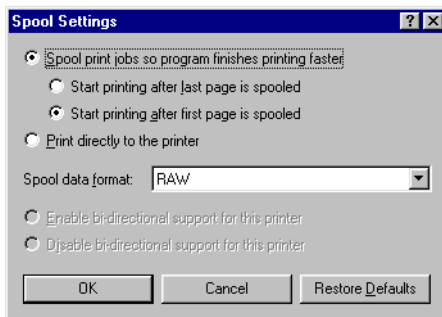 Spool Settings
Spool print jobs so program finishes printing faster
Start printing after last page is spooled
Start printing after first page is spooled
Print directly to the printer
Spool data format: RAW
Enable bi-directional support for this printer
Disable bi-directional support for this printer
OK Cancel Restore Defaults